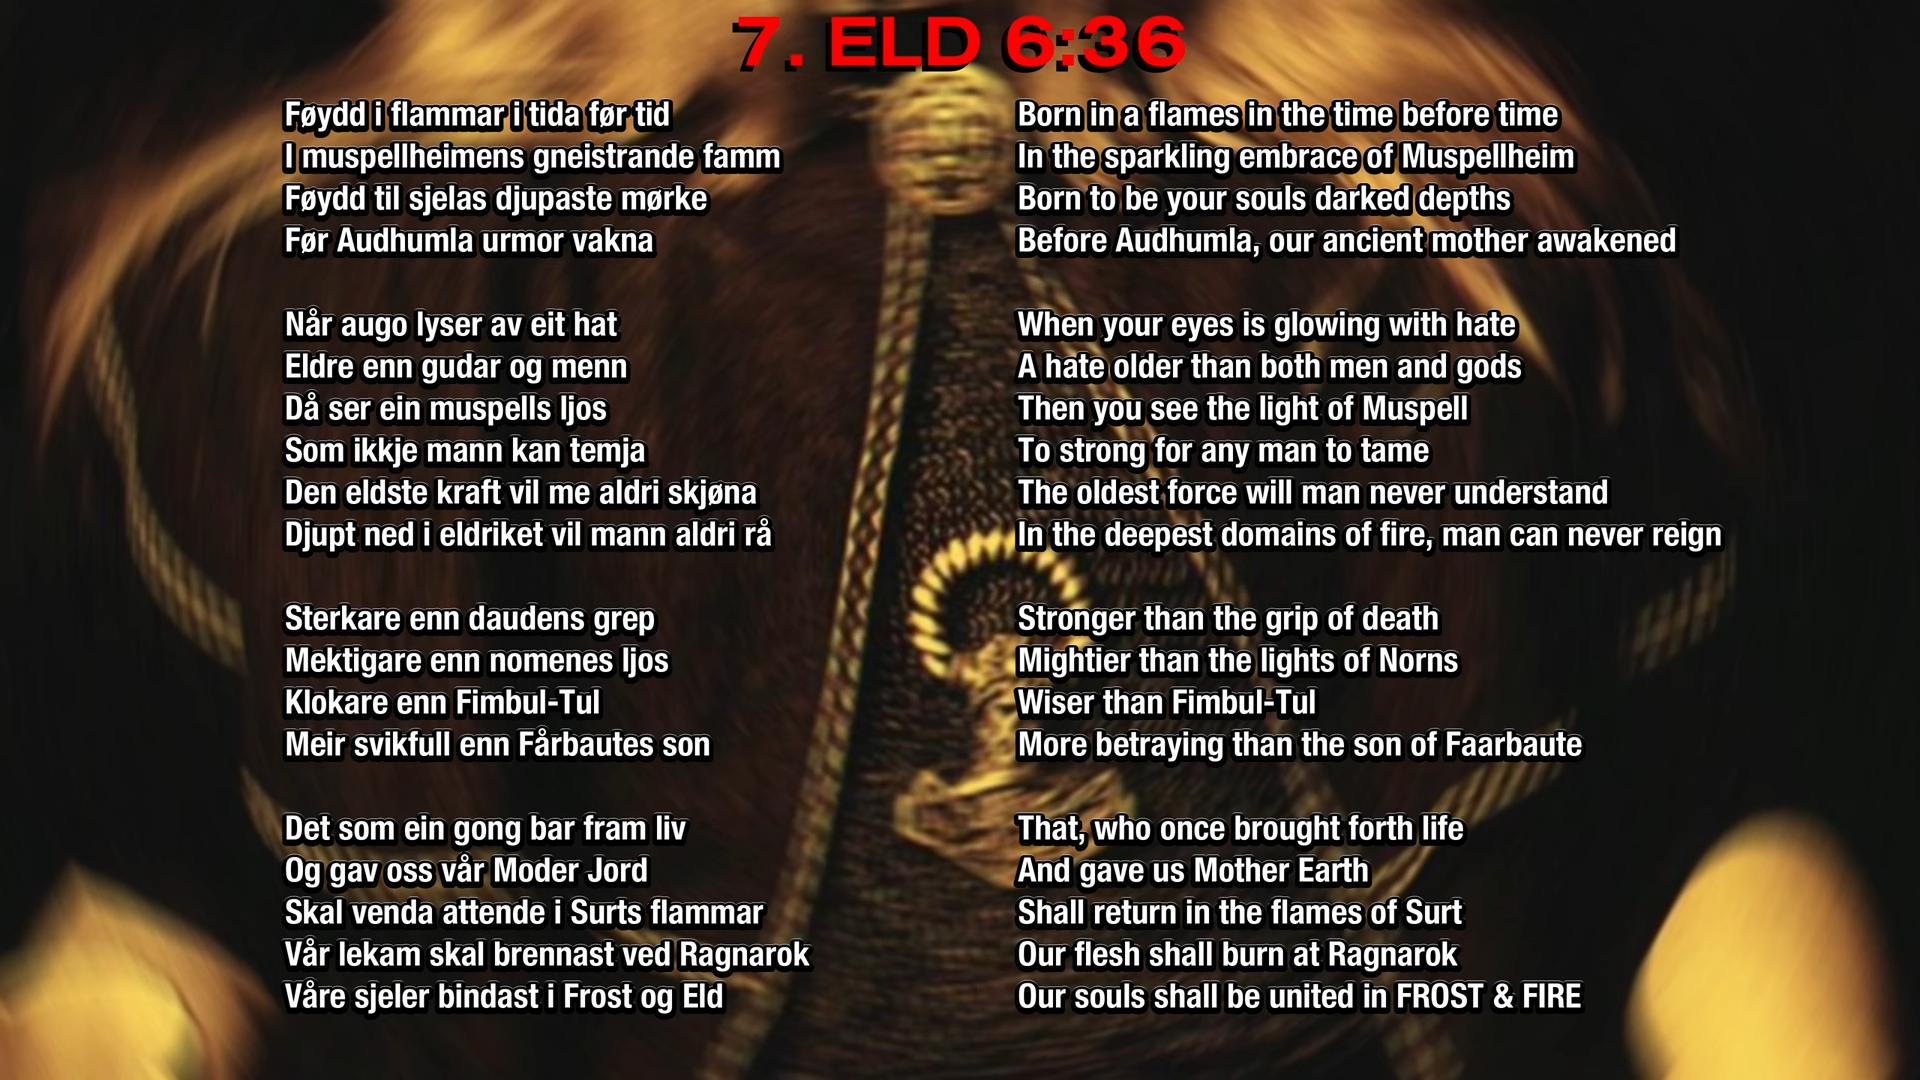 7. ELD 6:36
Føydd i flammar i tida før tid
I muspellheimens gneistrande famm
Føydd til sjelas djupaste mørke
Før Audhumla urmor vakna
Når augo lyser av eit hat
Eldre enn gudar og menn
Då ser ein muspells ljos
Som ikkje mann kan temja
Den eldste kraft vil me aldri skjøna
Djupt ned i eldriket vil mann aldri rå
Sterkare enn daudens grep
Mektigare enn nomenes ljos
Klokare enn Fimbul-Tul
Meir svikfull enn Fårbautes son
Det som ein gong bar fram liv
Og gav oss vår Moder Jord
Skal venda attende i Surts flammar
Vår lekam skal brennast ved Ragnarok
Våre sjeler bindast i Frost og Eld
Born in a flames in the time before time
In the sparkling embrace of Muspellheim
Born to be your souls darked depths
Before Audhumla, our ancient mother awakened
When your eyes is glowing with hate
A hate older than both men and gods
Then you see the light of Muspell
To strong for any man to tame
The oldest force will man never understand
In the deepest domains of fire, man can never reign
Stronger than the grip of death
Mightier than the lights of Norns
Wiser than Fimbul-Tul
More betraying than the son of Faarbaute
That, who once brought forth life
And gave us Mother Earth
Shall return in the flames of Surt
Our flesh shall burn at Ragnarok
Our souls shall be united in FROST & FIRE